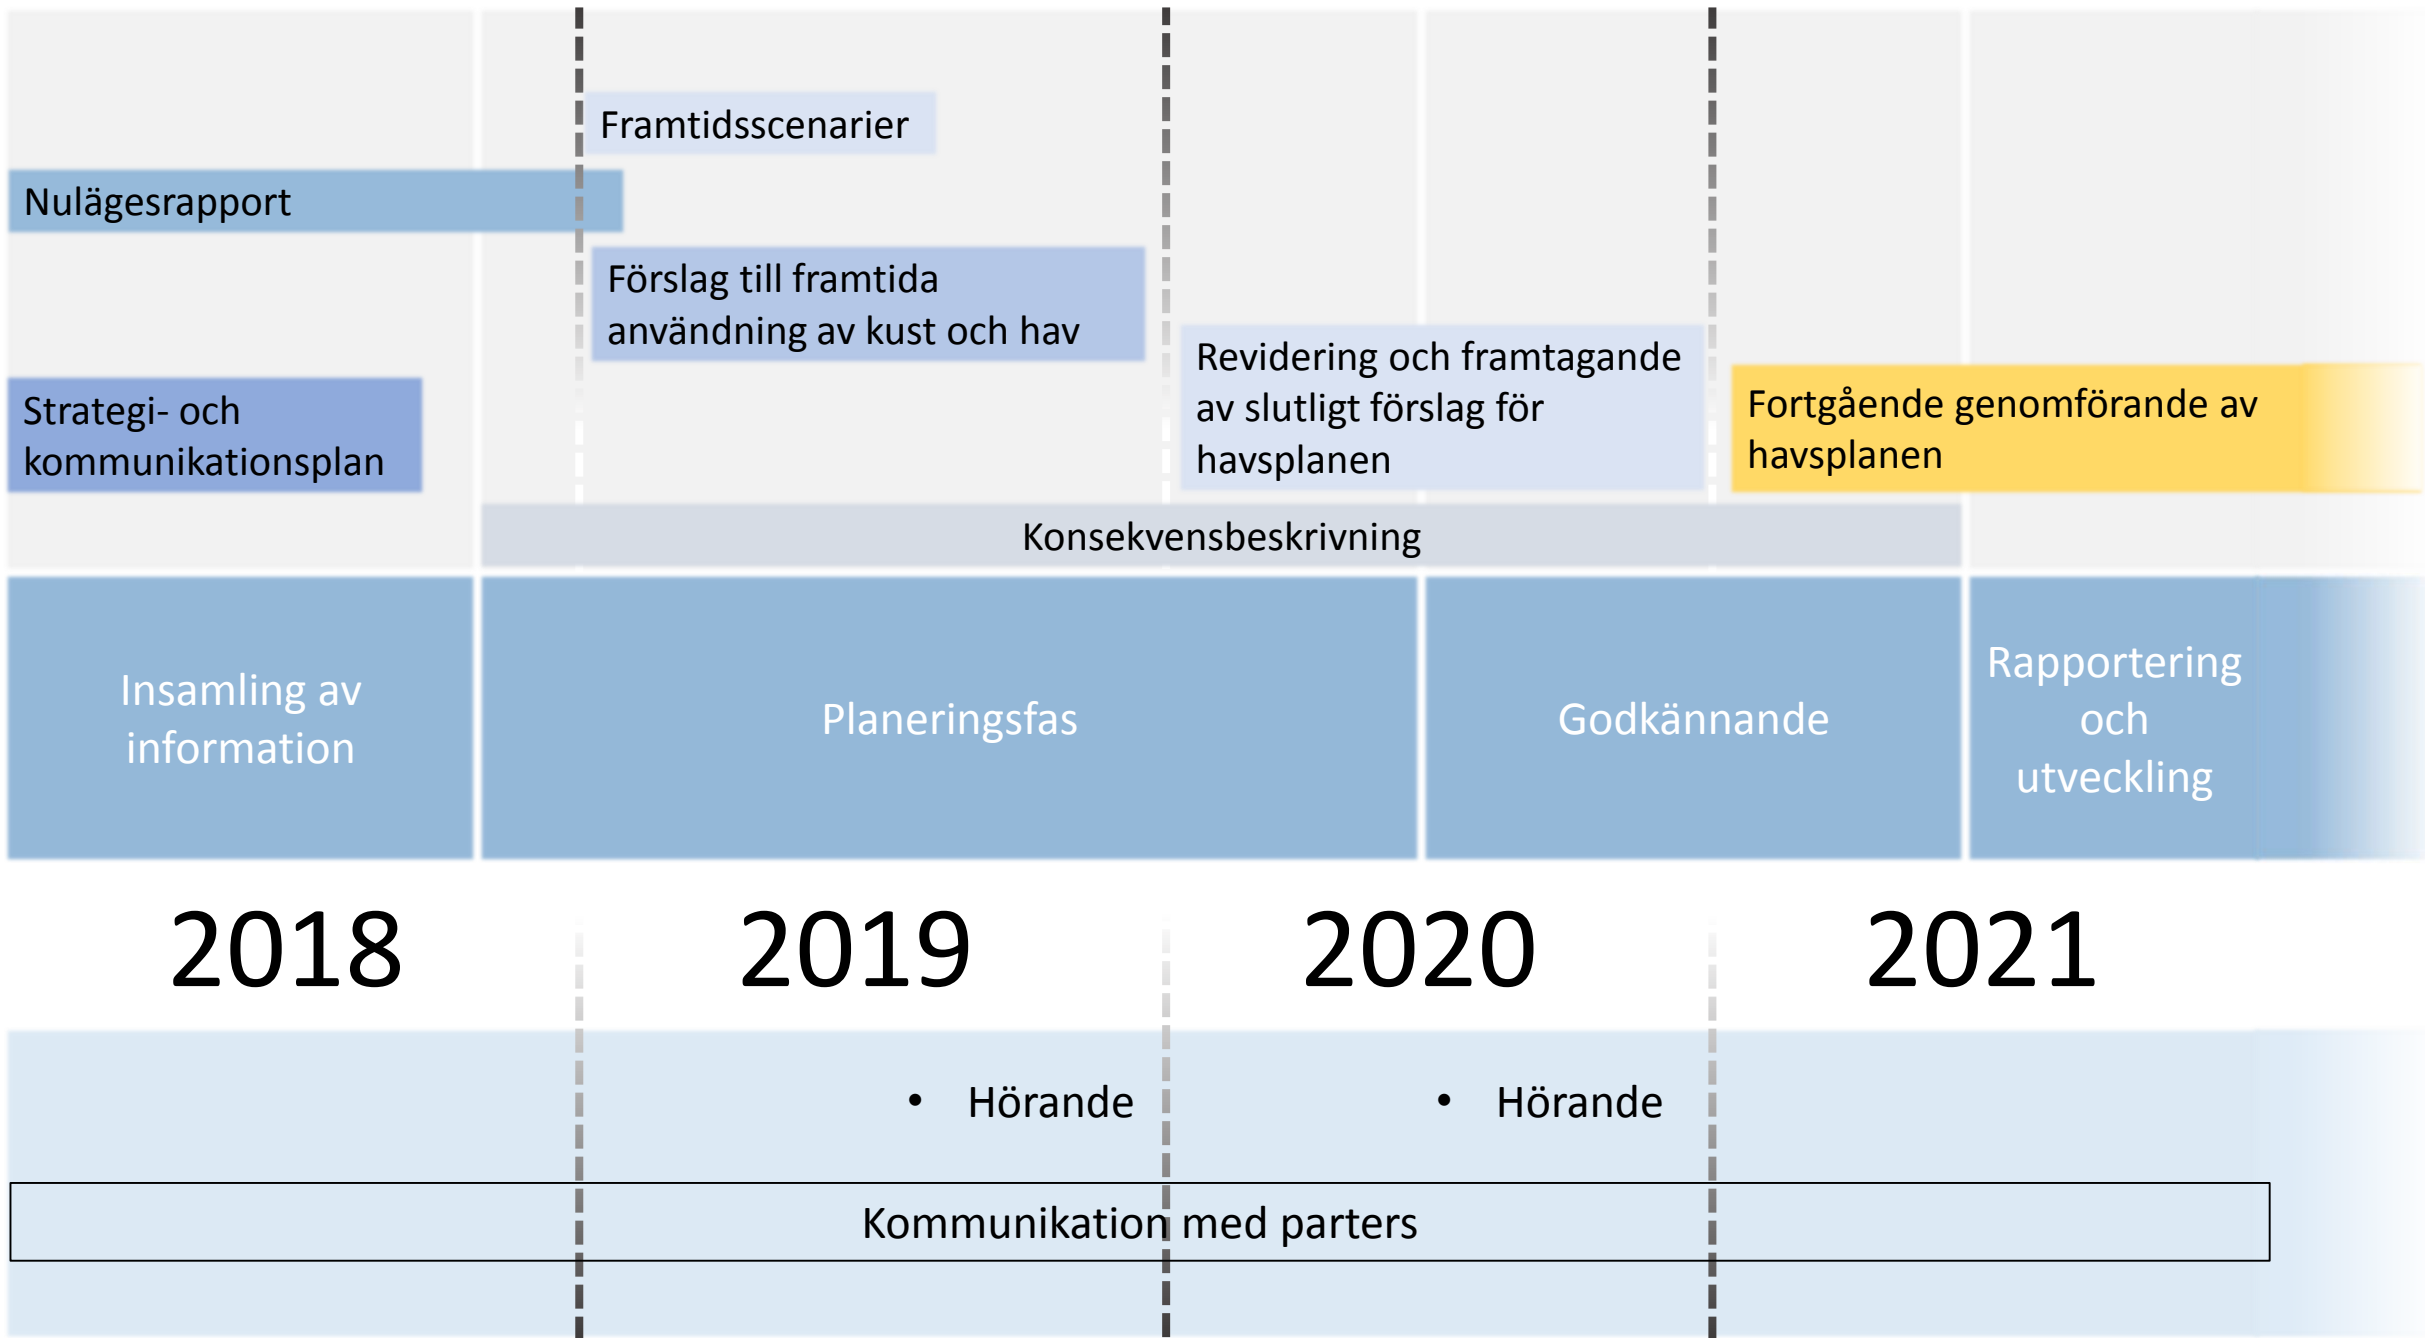 Framtidsscenarier
Nulägesrapport
Förslag till framtida
användning av kust och hav
Revidering och framtagande
av slutligt förslag för
havsplanen
Strategi- och
kommunikationsplan
Fortgående genomförande av
havsplanen
Konsekvensbeskrivning
Insamling av
information
Planeringsfas
Godkännande
Rapportering
och
utveckling
2018
2019
2020
2021
• Hörande
• Hörande
Kommunikation med parters